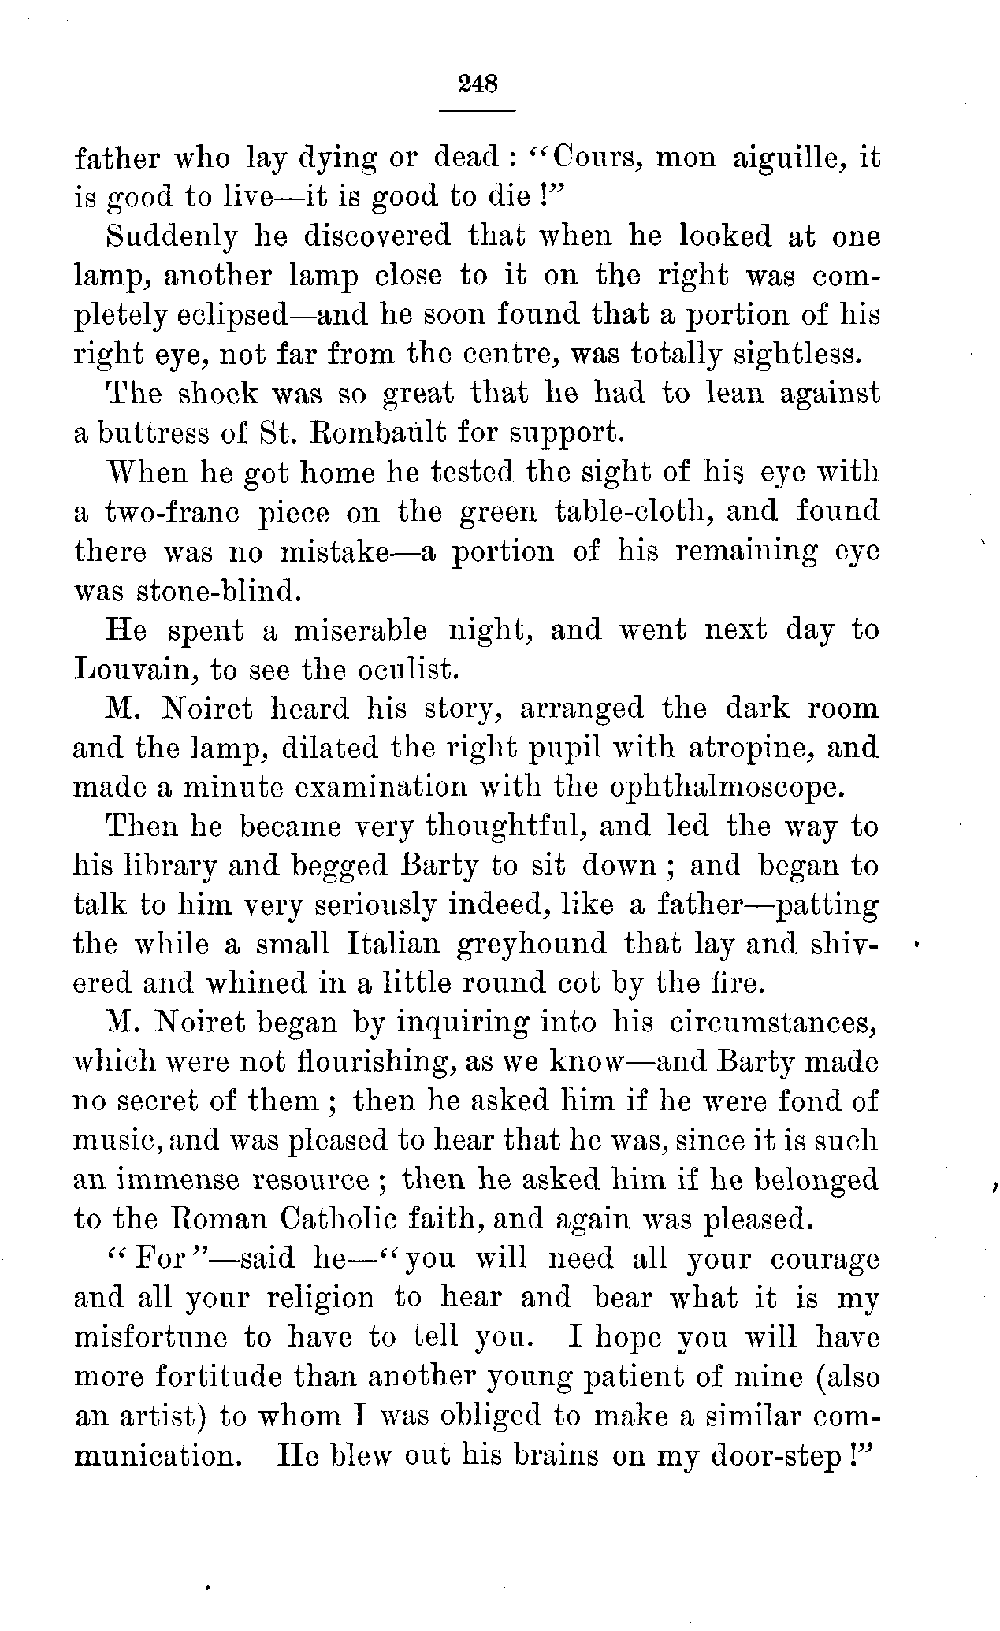 248
father who lay dying or dead : “Cours, mon aiguille, it
is good to live—it is good to die !”
Suddenly he discovered that when he looked at one
lamp, another lamp close to it on the right was com-
pletely eclipsed—and he soon found that a portion of his
right eye, not far from the centre, was totally sightless.
The shock was so great that he had to lean against
a buttress of St. Rombault for support.
When he got home he tested the sight of his eye with
a two-franc piece on the green table-cloth, and found
there was no mistake—a portion of his remaining eye
was stone-blind.
He spent a miserable night, and went next day to
Louvain, to see the oculist.
M. Noiret heard his story, arranged the dark room
and the lamp, dilated the right pupil with atropine, and
made a minute examination with the ophthalmoscope.
Then he became very thoughtful, and led the way to
his library and begged Barty to sit down ; and began to
talk to him very seriously indeed, like a father—patting
the while a small Italian greyhound that lay and shiv-
ered and whined in a little round cot by the fire.
M. Noiret began by inquiring into his circumstances,
which were not flourishing, as we know—and Barty made
no secret of them ; then he asked him if he were fond of
music, and was pleased to hear that he was, since it is such
an immense resource ; then he asked him if he belonged
to the Roman Catholic faith, and again was pleased.
“ For ”—said he—“ you will need all your courage
and all your religion to hear and bear what it is my
misfortune to have to tell you. I hope you will have
more fortitude than another young patient of mine (also
an artist) to whom I was obliged to make a similar com-
munication. He blew out his brains on my door-step !”